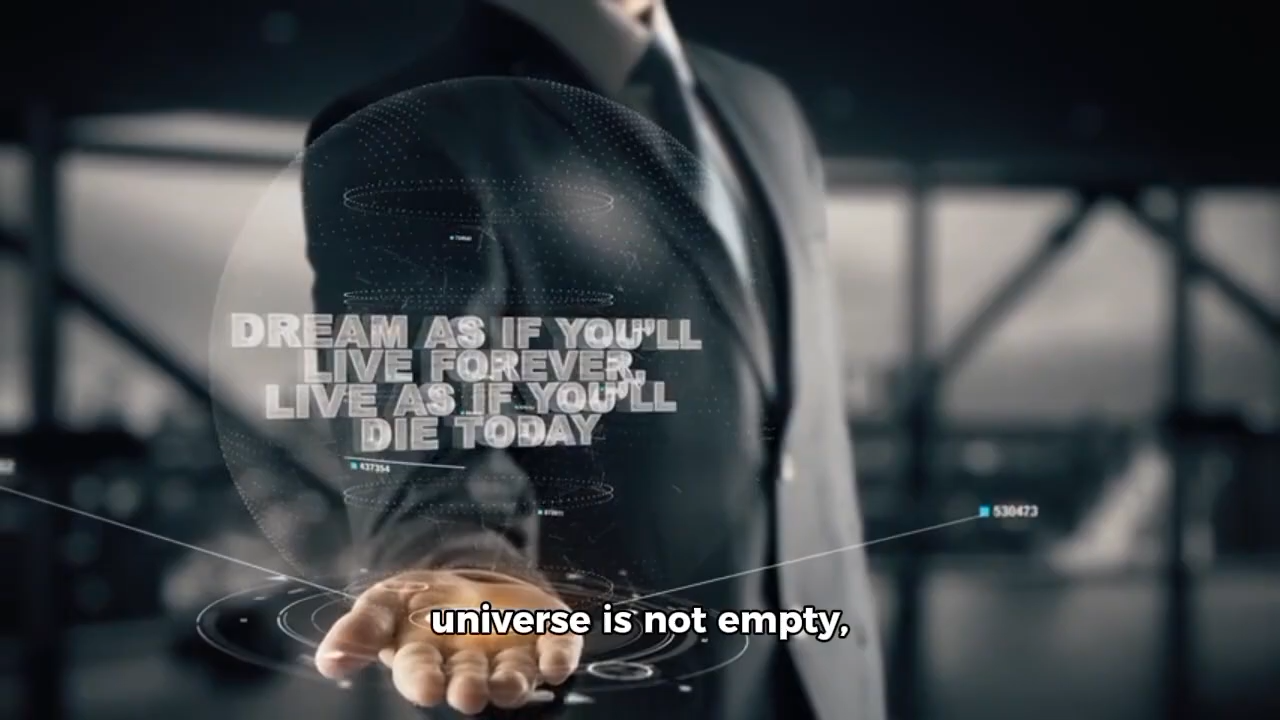 DREAM AS IF YOU'LL
LIVE FOREVER,
LIVE AS IF YOU'LL
DIE TODAY
437354
530473
universe is not empty,